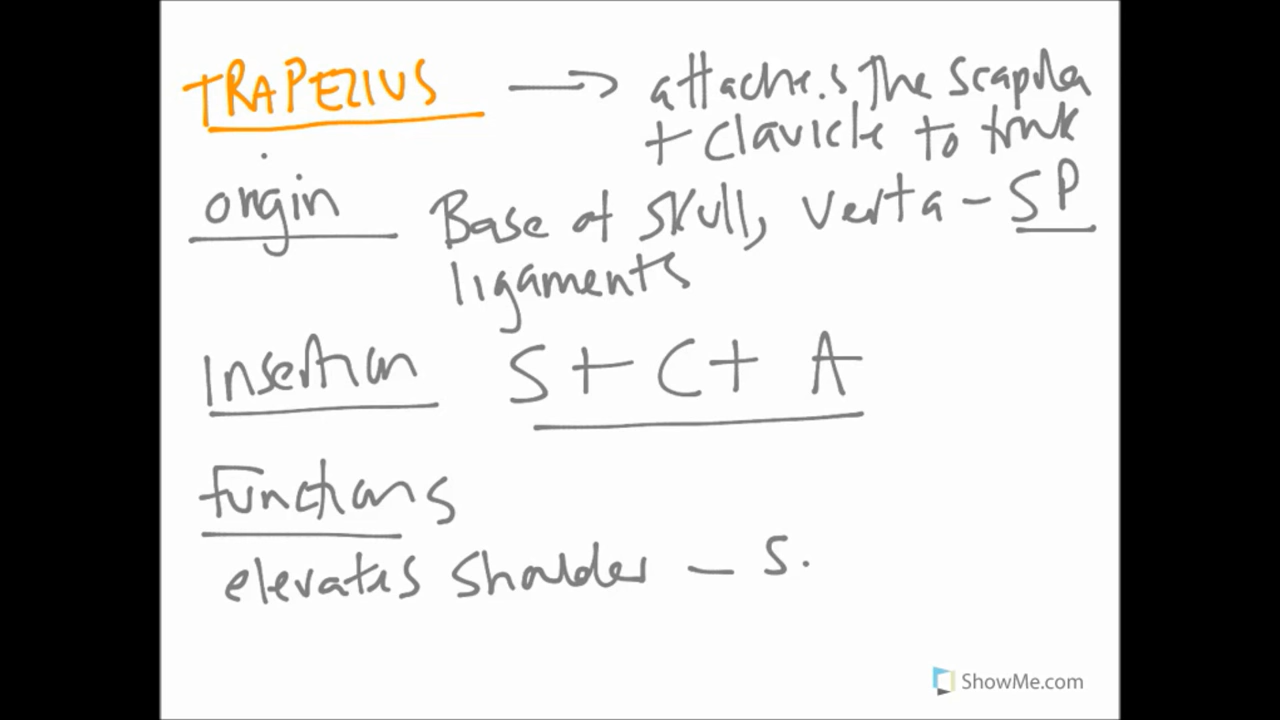 TRAPEZIUS → attaches the scapula
+ clavicle to trunk
origin Base of skull, verta - SP
ligaments
Insertion S + C + A
Functions
elevates shoulder - S.
ShowMe.com